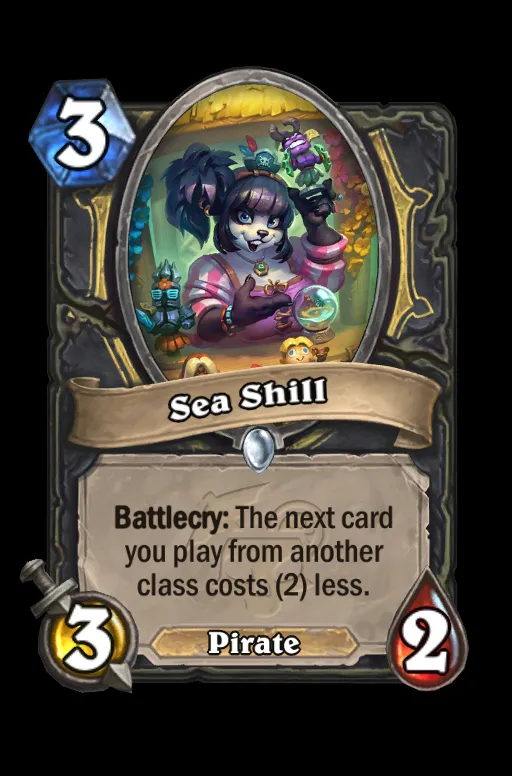 3
Sea Shill
Battlecry: The next card
you play from another
class costs (2) less.
3
Pirate
2